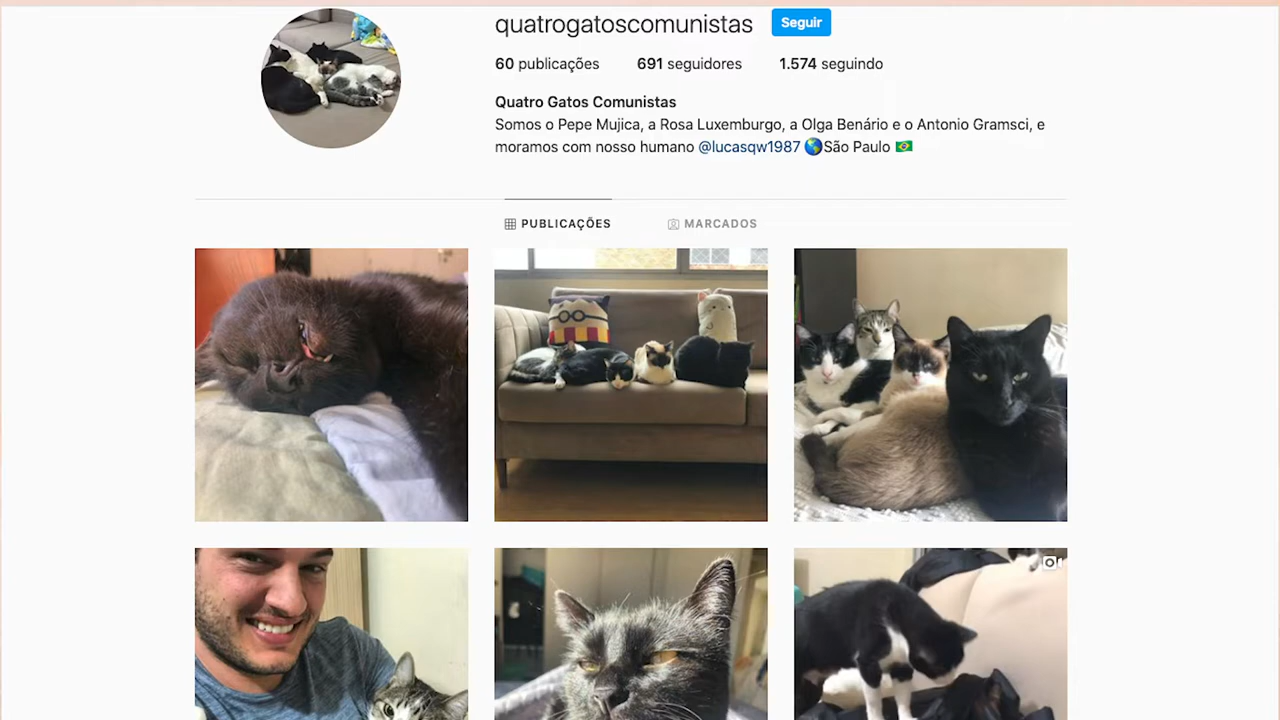 quatrogatoscomunistas Seguir
60 publicações 691 seguidores 1.574 seguindo
Quatro Gatos Comunistas
Somos o Pepe Mujica, a Rosa Luxemburgo, a Olga Benário e o Antonio Gramsci, e
moramos com nosso humano @lucasqw1987 🌎São Paulo 🇧🇷
PUBLICAÇÕES MARCADOS